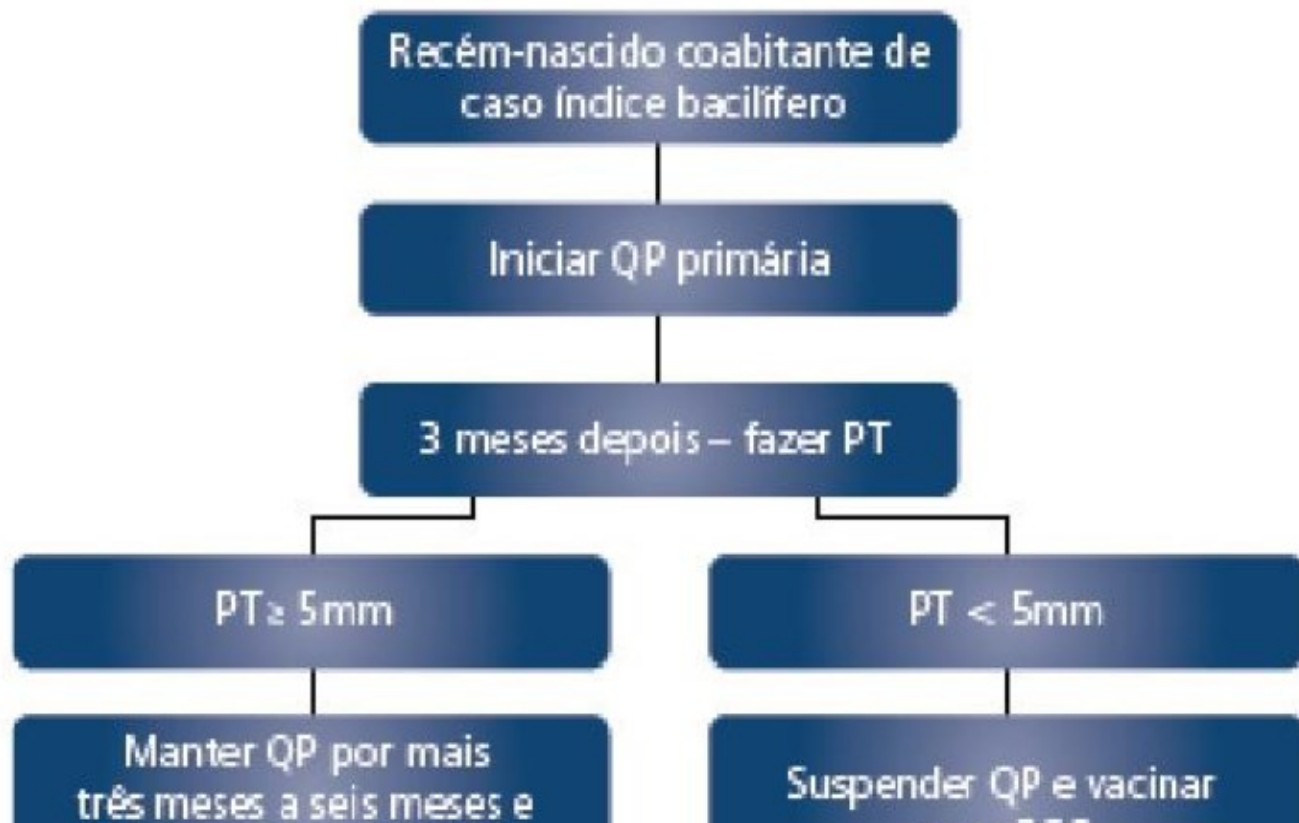 Recém-nascido coabitante de
caso índice bacilífero
Iniciar QP primária
3 meses depois – fazer PT
PT ≥ 5mm
PT < 5mm
Manter QP por mais
três meses a seis meses e
Suspender QP e vacinar